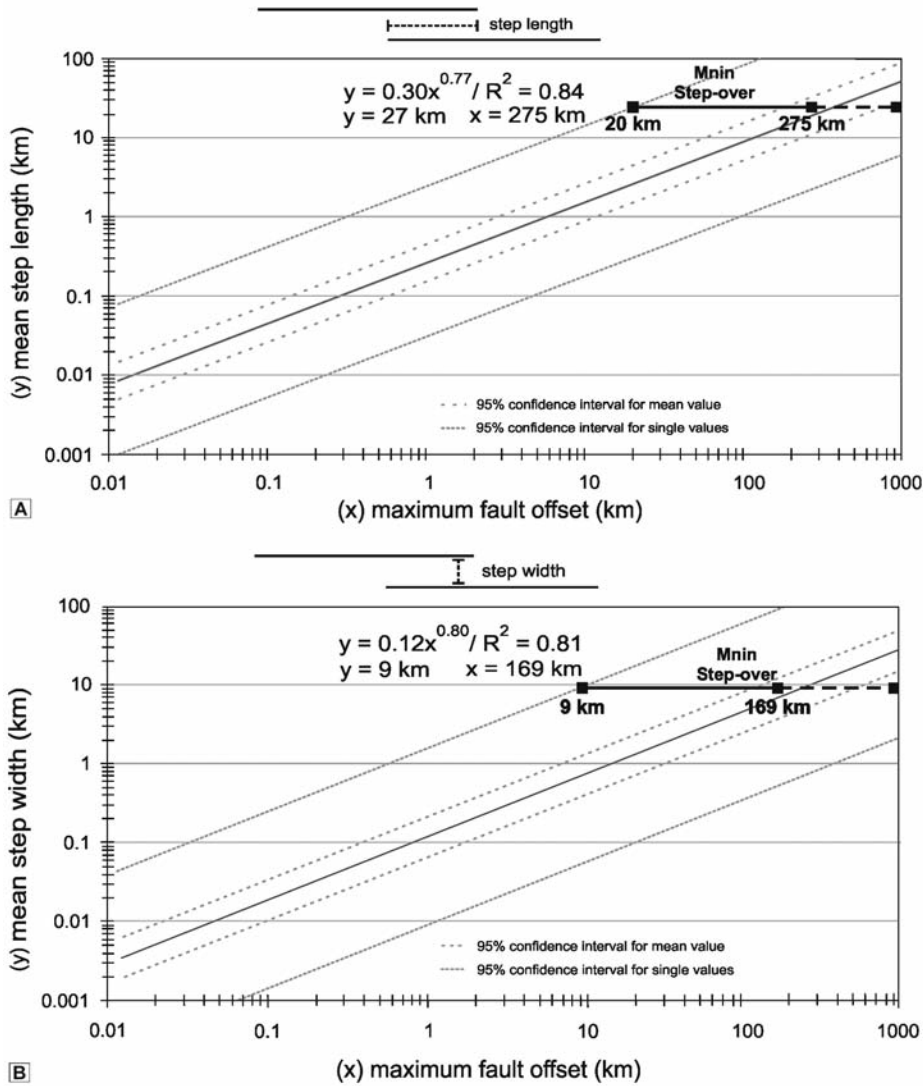 step length
y = 0.30x^0.77 / R^2 = 0.84
y = 27 km x = 275 km
Mnin
Step-over
20 km 275 km
100
10
1
0.1
0.01
0.001
(y) mean step length (km)
95% confidence interval for mean value
95% confidence interval for single values
0.01 0.1 1 10 100 1000
(x) maximum fault offset (km)
A
step width
y = 0.12x^0.80 / R^2 = 0.81
y = 9 km x = 169 km
Mnin
Step-over
9 km 169 km
100
10
1
0.1
0.01
0.001
(y) mean step width (km)
95% confidence interval for mean value
95% confidence interval for single values
0.01 0.1 1 10 100 1000
(x) maximum fault offset (km)
B